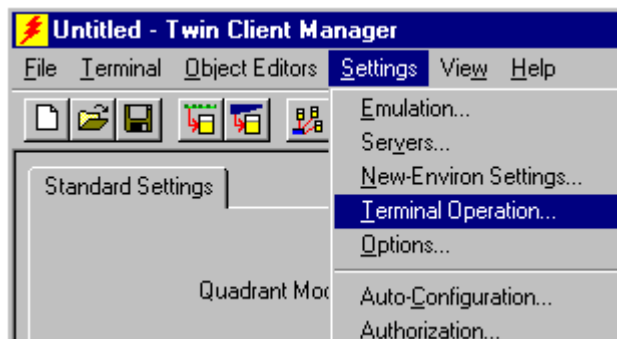 Untitled - Twin Client Manager
File Terminal Object Editors Settings View Help
Emulation...
Servers...
New-Environ Settings...
Standard Settings
Terminal Operation...
Options...
Quadrant
Auto-Configuration...
Authorization...